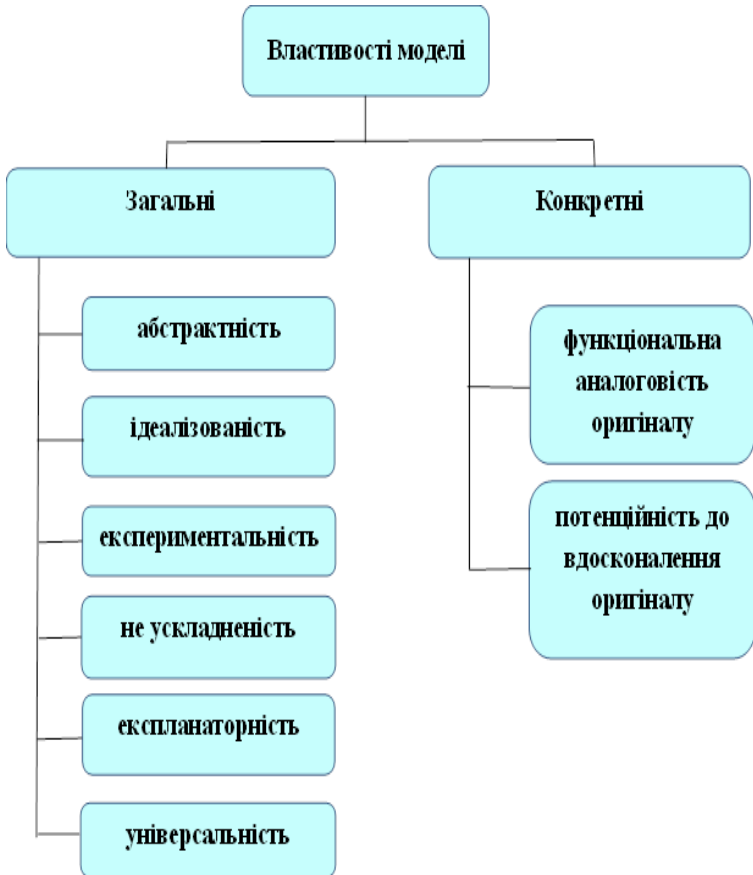 Властивості моделі
Загальні
абстрактність
ідеалізованість
експериментальність
не ускладненість
експланаторність
універсальність
Конкретні
функціональна
аналоговість
оригіналу
потенційність до
вдосконалення
оригіналу